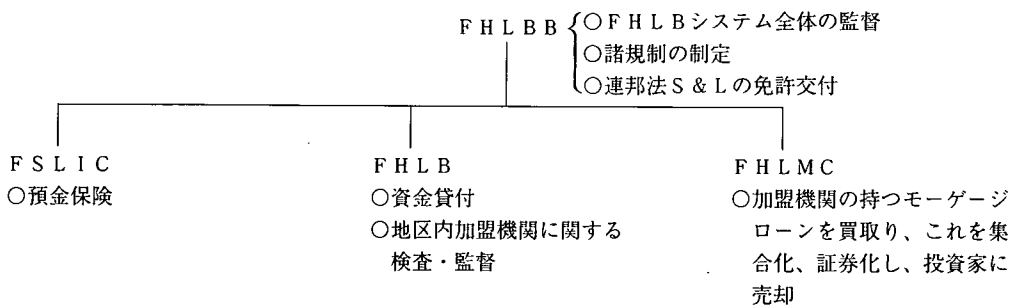 FHLBB
○FHLBシステム全体の監督
○諸規制の制定
○連邦法S&Lの免許交付
FSLIC
○預金保険
FHLB
○資金貸付
○地区内加盟機関に関する
検査・監督
FHLMC
○加盟機関の持つモーゲージ
ローンを買取り、これを集
合化、証券化し、投資家に
売却